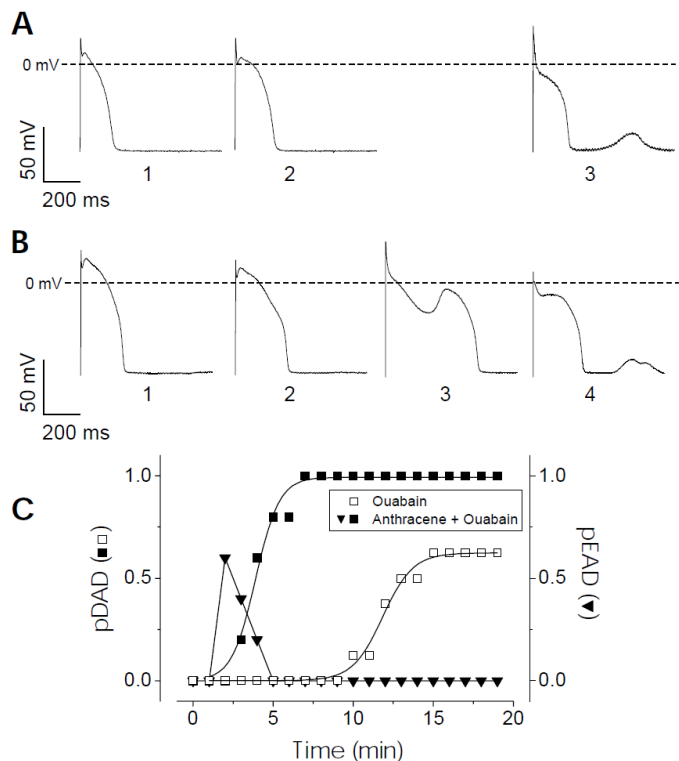 A
0 mV
50 mV
200 ms
1
2
3
B
0 mV
50 mV
200 ms
1
2
3
4
C
pDAD (□■)
pEAD (▼)
1.0
0.5
0.0
1.0
0.5
0.0
□ Ouabain
▼ ■ Anthracene + Ouabain
0 5 10 15 20
Time (min)